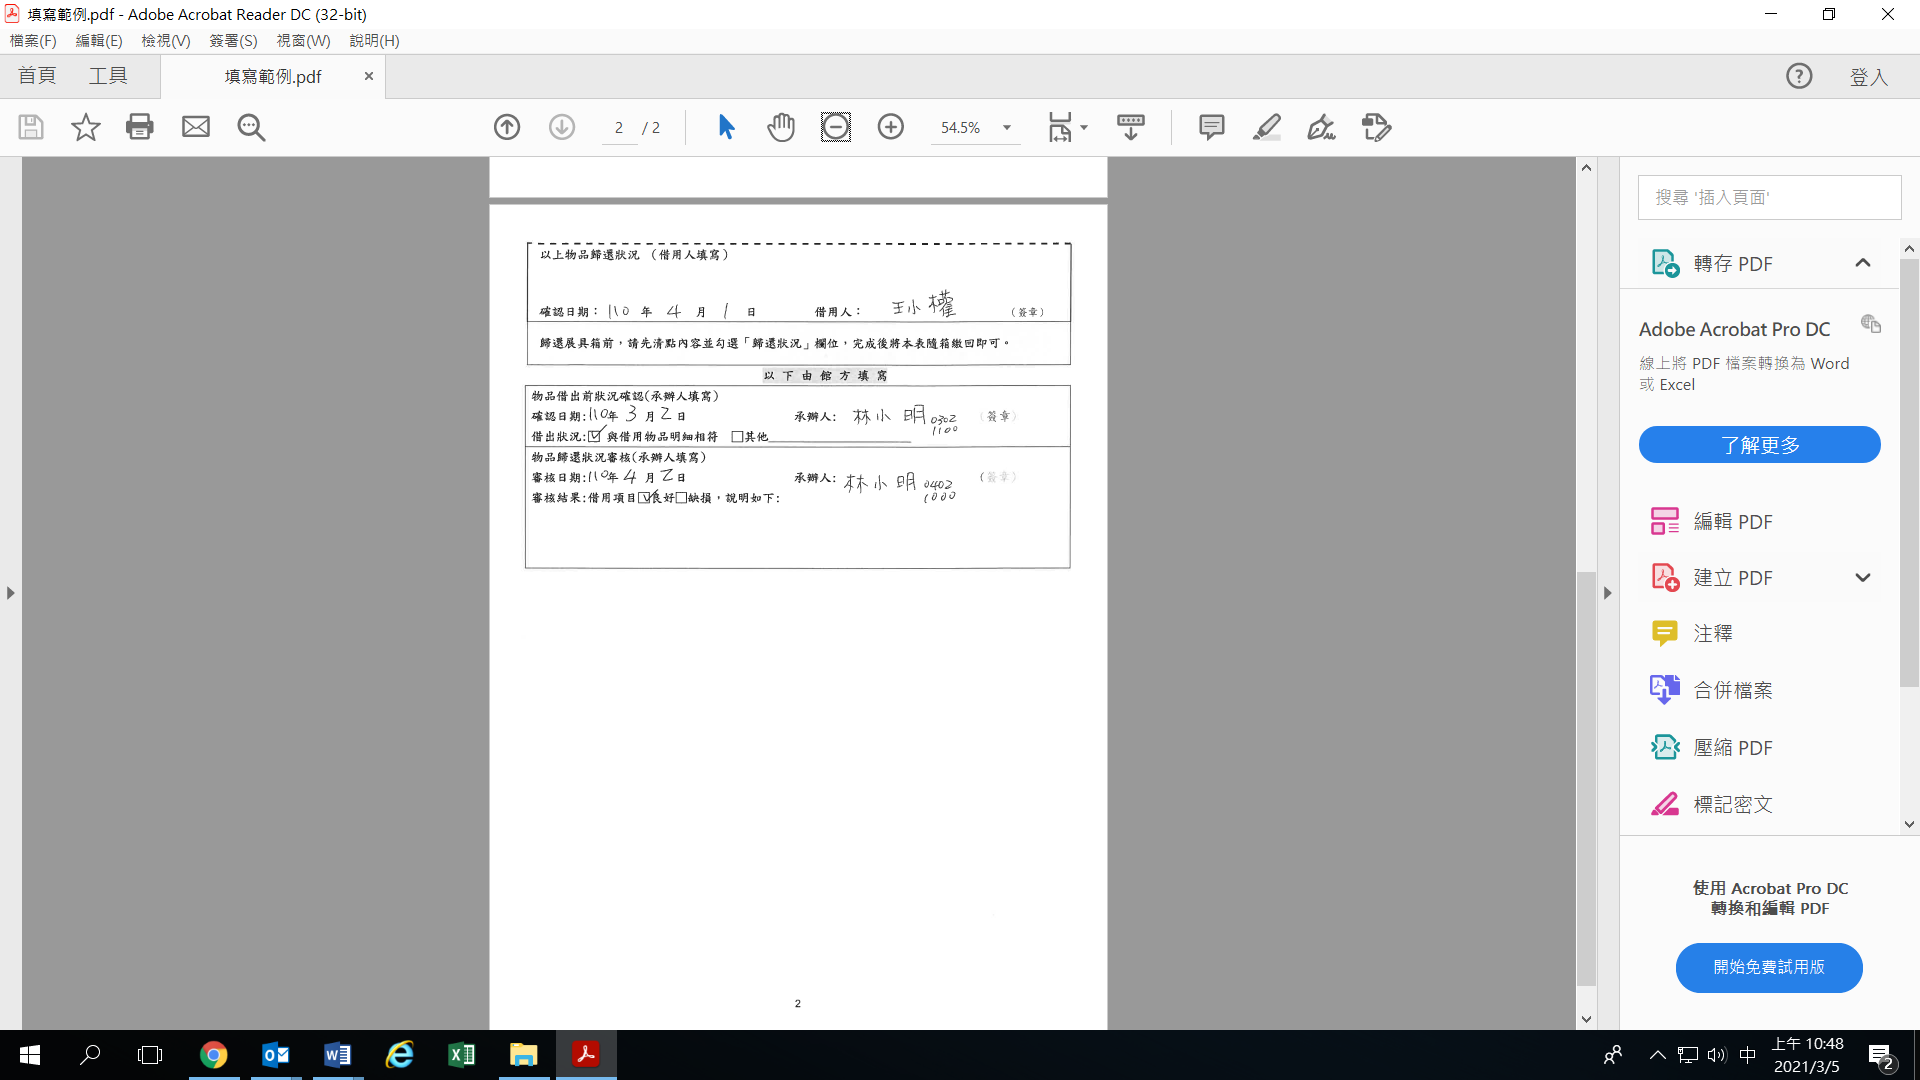 填寫範例.pdf - Adobe Acrobat Reader DC (32-bit)
檔案(F) 編輯(E) 檢視(V) 簽署(S) 視窗(W) 說明(H)
首頁 工具 填寫範例.pdf × 登入
2 / 2 54.5%
以上物品歸還狀況 (借用人填寫)
確認日期: 110 年 4 月 1 日 借用人: 王小權 (簽章)
歸還展具箱前,請先清點內容並勾選「歸還狀況」欄位,完成後將本表隨箱繳回即可。
以下由館方填寫
物品借出前狀況確認(承辦人填寫)
確認日期:110年 3 月 2 日 承辦人: 林小明 0302 1100 (簽章)
借出狀況:☑與借用物品明細相符 □其他
物品歸還狀況審核(承辦人填寫)
審核日期:110年 4 月 2 日 承辦人: 林小明 0402 1000 (簽章)
審核結果:借用項目☑良好□缺損,說明如下:
2
搜尋 '插入頁面'
轉存 PDF
Adobe Acrobat Pro DC
線上將 PDF 檔案轉換為 Word
或 Excel
了解更多
編輯 PDF
建立 PDF
注釋
合併檔案
壓縮 PDF
標記密文
使用 Acrobat Pro DC
轉換和編輯 PDF
開始免費試用版
中 上午 10:48
2021/3/5
2